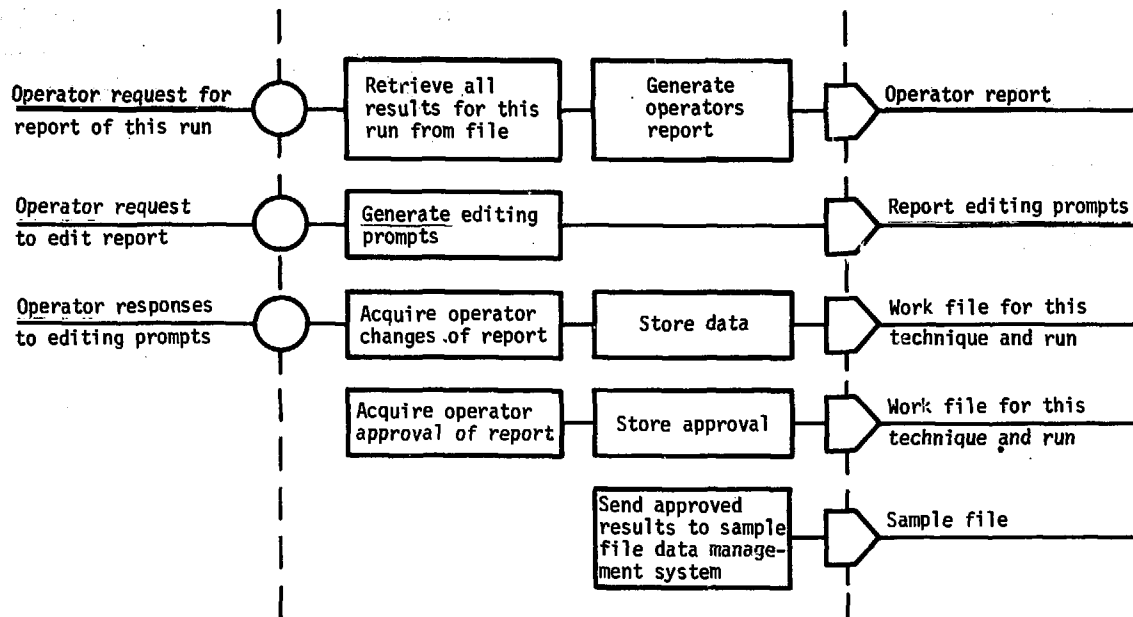 Operator request for
report of this run
Retrieve all
results for this
run from file
Generate
operators
report
Operator report
Operator request
to edit report
Generate editing
prompts
Report editing prompts
Operator responses
to editing prompts
Acquire operator
changes of report
Store data
Work file for this
technique and run
Acquire operator
approval of report
Store approval
Work file for this
technique and run
Send approved
results to sample
file data manage-
ment system
Sample file